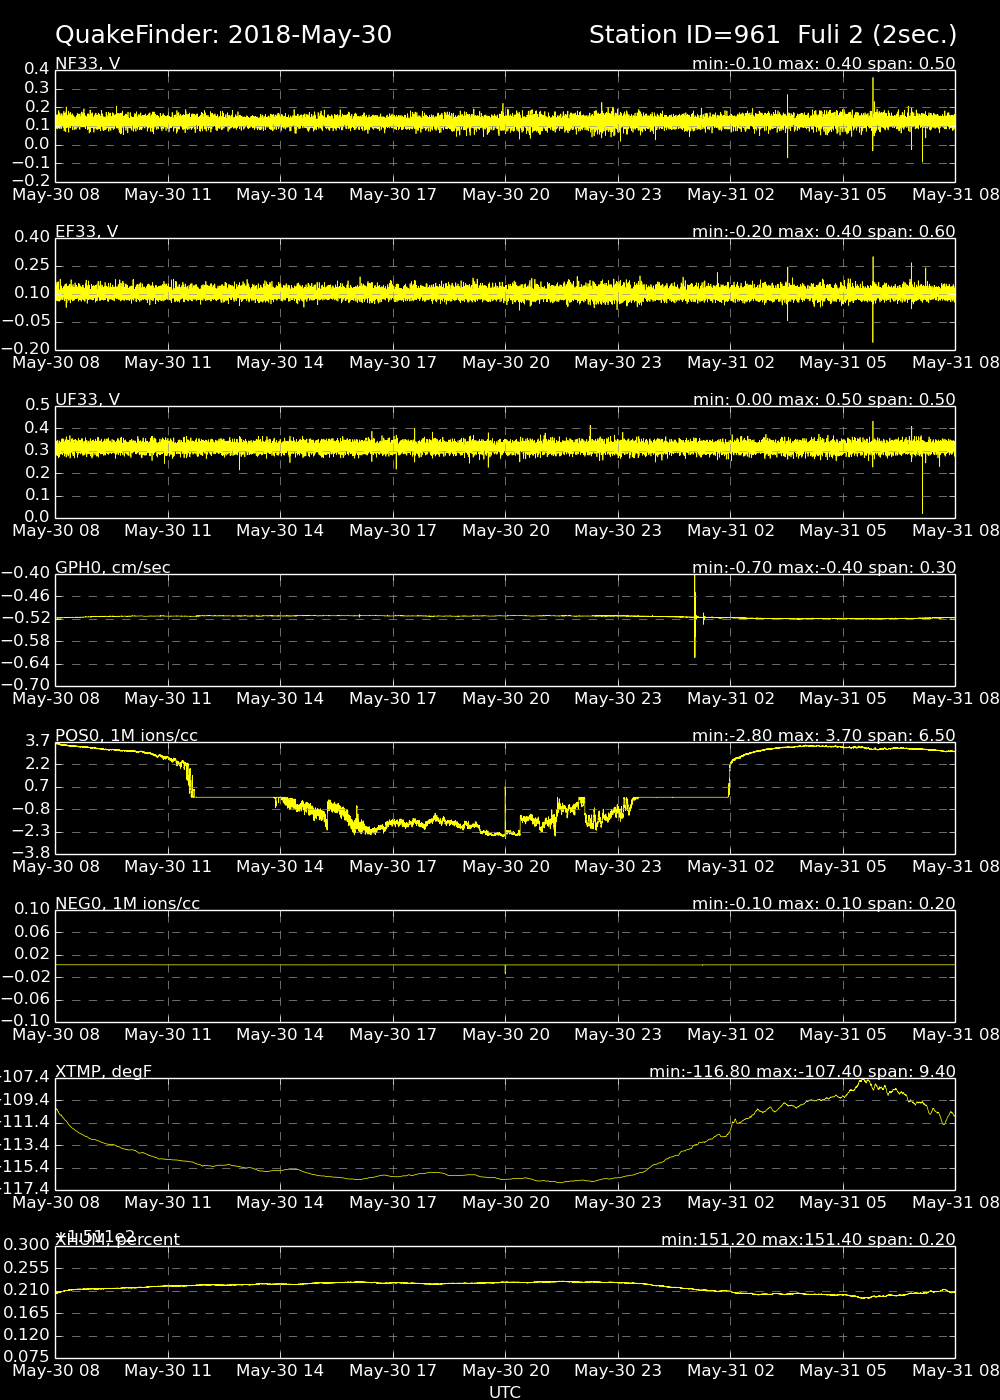 QuakeFinder: 2018-May-30 Station ID=961 Fuli 2 (2sec.)
NF33, V min:-0.10 max: 0.40 span: 0.50
0.4
0.3
0.2
0.1
0.0
−0.1
−0.2
May-30 08 May-30 11 May-30 14 May-30 17 May-30 20 May-30 23 May-31 02 May-31 05 May-31 08
EF33, V min:-0.20 max: 0.40 span: 0.60
0.40
0.25
0.10
−0.05
−0.20
May-30 08 May-30 11 May-30 14 May-30 17 May-30 20 May-30 23 May-31 02 May-31 05 May-31 08
UF33, V min: 0.00 max: 0.50 span: 0.50
0.5
0.4
0.3
0.2
0.1
0.0
May-30 08 May-30 11 May-30 14 May-30 17 May-30 20 May-30 23 May-31 02 May-31 05 May-31 08
GPH0, cm/sec min:-0.70 max:-0.40 span: 0.30
−0.40
−0.46
−0.52
−0.58
−0.64
−0.70
May-30 08 May-30 11 May-30 14 May-30 17 May-30 20 May-30 23 May-31 02 May-31 05 May-31 08
POS0, 1M ions/cc min:-2.80 max: 3.70 span: 6.50
3.7
2.2
0.7
−0.8
−2.3
−3.8
May-30 08 May-30 11 May-30 14 May-30 17 May-30 20 May-30 23 May-31 02 May-31 05 May-31 08
NEG0, 1M ions/cc min:-0.10 max: 0.10 span: 0.20
0.10
0.06
0.02
−0.02
−0.06
−0.10
May-30 08 May-30 11 May-30 14 May-30 17 May-30 20 May-30 23 May-31 02 May-31 05 May-31 08
XTMP, degF min:-116.80 max:-107.40 span: 9.40
-107.4
-109.4
-111.4
-113.4
-115.4
-117.4
May-30 08 May-30 11 May-30 14 May-30 17 May-30 20 May-30 23 May-31 02 May-31 05 May-31 08
+1.511e2
XHUM, percent min:151.20 max:151.40 span: 0.20
0.300
0.255
0.210
0.165
0.120
0.075
May-30 08 May-30 11 May-30 14 May-30 17 May-30 20 May-30 23 May-31 02 May-31 05 May-31 08
UTC